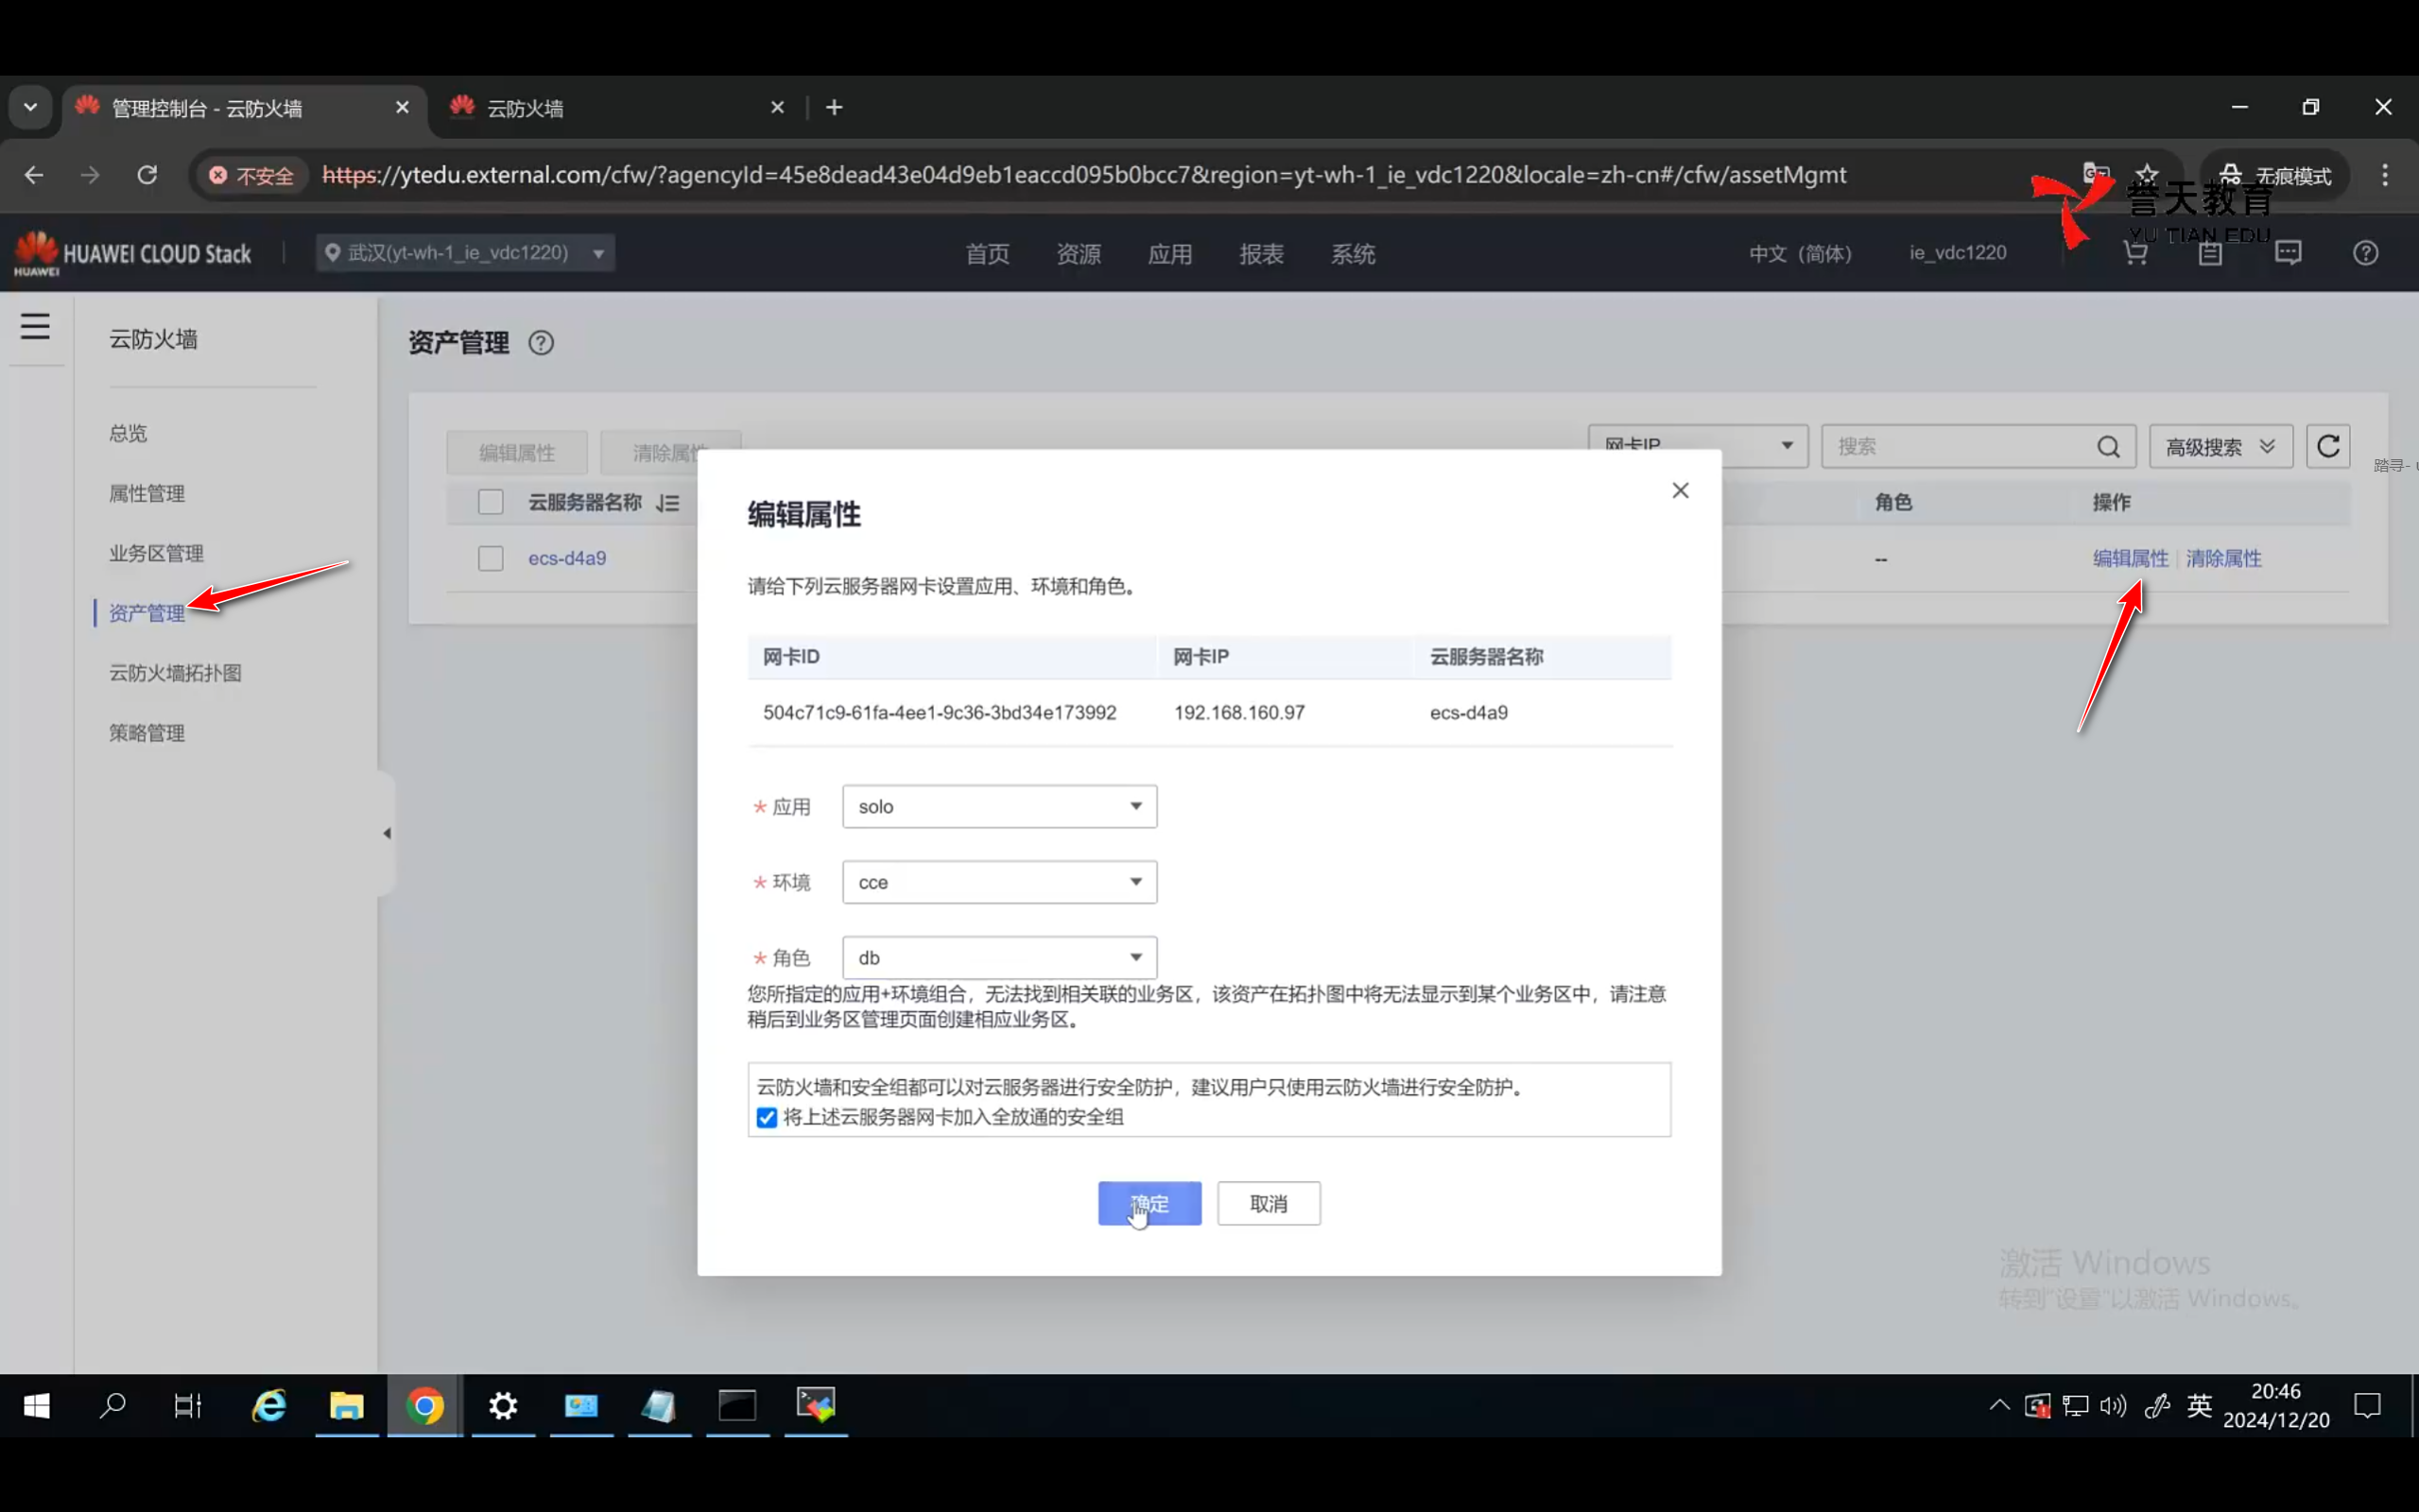 管理控制台 - 云防火墙
云防火墙
不安全
https://ytedu.external.com/cfw/?agencyId=45e8dead43e04d9eb1eaccd095b0bcc7&region=yt-wh-1_ie_vdc1220&locale=zh-cn#/cfw/assetMgmt
无痕模式
誉天教育
YU TIAN EDU
HUAWEI
HUAWEI CLOUD Stack
武汉(yt-wh-1_ie_vdc1220)
首页
资源
应用
报表
系统
中文（简体）
ie_vdc1220
云防火墙
总览
属性管理
业务区管理
资产管理
云防火墙拓扑图
策略管理
资产管理
编辑属性
清除属性
网卡IP
搜索
高级搜索
云服务器名称
角色
操作
ecs-d4a9
--
编辑属性
清除属性
编辑属性
请给下列云服务器网卡设置应用、环境和角色。
网卡ID
网卡IP
云服务器名称
504c71c9-61fa-4ee1-9c36-3bd34e173992
192.168.160.97
ecs-d4a9
* 应用
solo
* 环境
cce
* 角色
db
您所指定的应用+环境组合，无法找到相关联的业务区，该资产在拓扑图中将无法显示到某个业务区中，请注意
稍后到业务区管理页面创建相应业务区。
云防火墙和安全组都可以对云服务器进行安全防护，建议用户只使用云防火墙进行安全防护。
将上述云服务器网卡加入全放通的安全组
确定
取消
激活 Windows
转到"设置"以激活 Windows。
英
20:46
2024/12/20